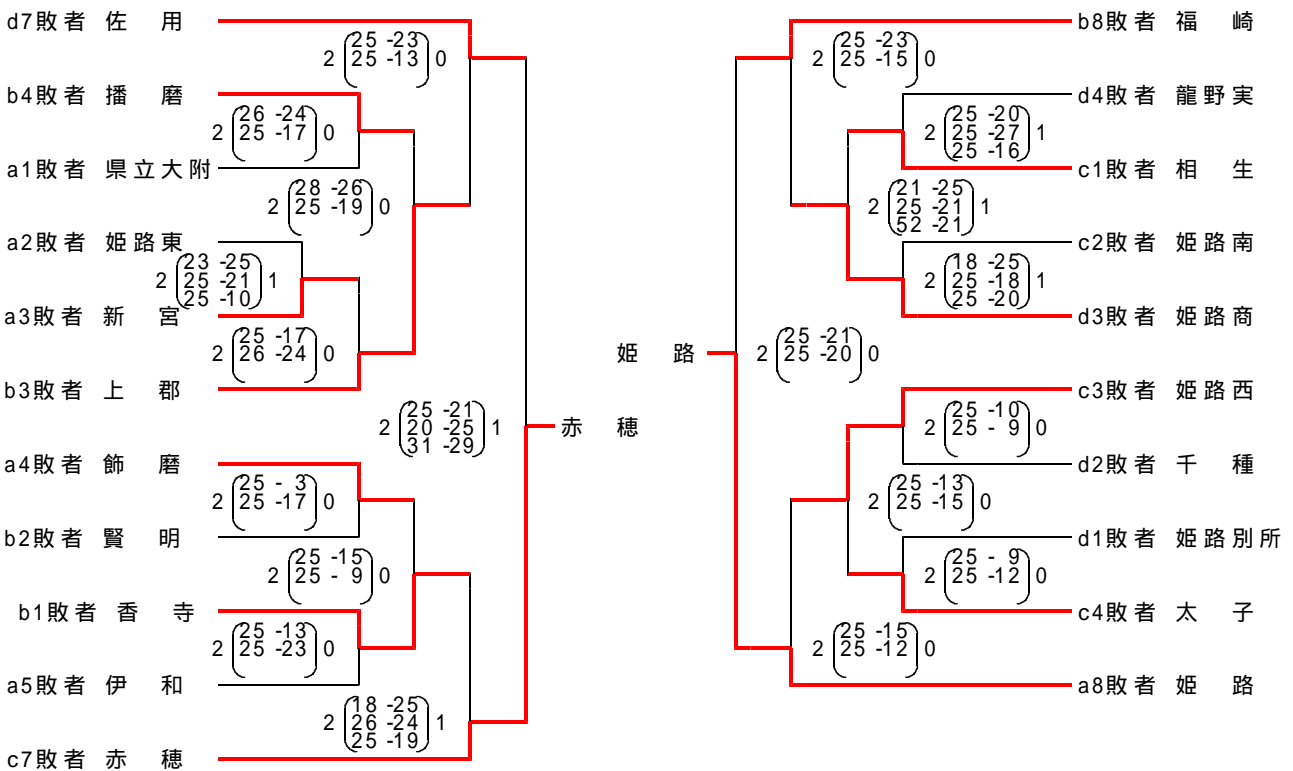 d7敗者 佐 用
2 25 -23 0
25 -13
b4敗者 播 磨
26 -24
2 25 -17 0
a1敗者 県立大附
28 -26
2 25 -19 0
a2敗者 姫路東
23 -25
2 25 -21 1
25 -10
a3敗者 新 宮
25 -17
2 26 -24 0
b3敗者 上 郡
25 -21
2 20 -25 1
31 -29
赤 穂
a4敗者 飾 磨
25 - 3
2 25 -17 0
b2敗者 賢 明
25 -15
2 25 - 9 0
b1敗者 香 寺
25 -13
2 25 -23 0
a5敗者 伊 和
18 -25
2 26 -24 1
25 -19
c7敗者 赤 穂
b8敗者 福 崎
25 -23
2 25 -15 0
d4敗者 龍野実
25 -20
2 25 -27 1
25 -16
c1敗者 相 生
21 -25
2 25 -21 1
52 -21
c2敗者 姫路南
18 -25
2 25 -18 1
25 -20
d3敗者 姫路商
姫 路
25 -21
2 25 -20 0
c3敗者 姫路西
25 -10
2 25 - 9 0
d2敗者 千 種
25 -13
2 25 -15 0
d1敗者 姫路別所
25 - 9
2 25 -12 0
c4敗者 太 子
25 -15
2 25 -12 0
a8敗者 姫 路